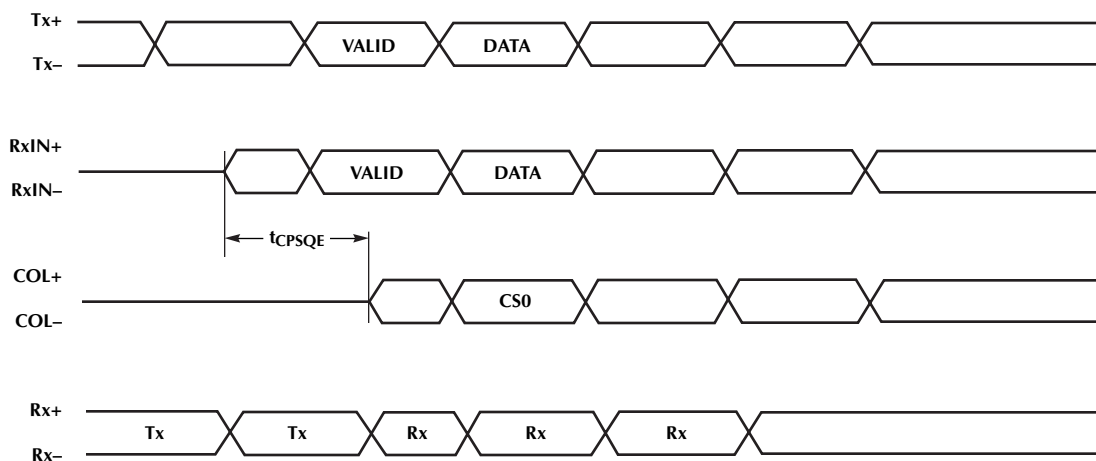 Tx+
VALID DATA
Tx–
RxIN+
VALID DATA
RxIN–
tCPSQE
COL+
CS0
COL–
Rx+
Tx Tx Rx Rx Rx
Rx–